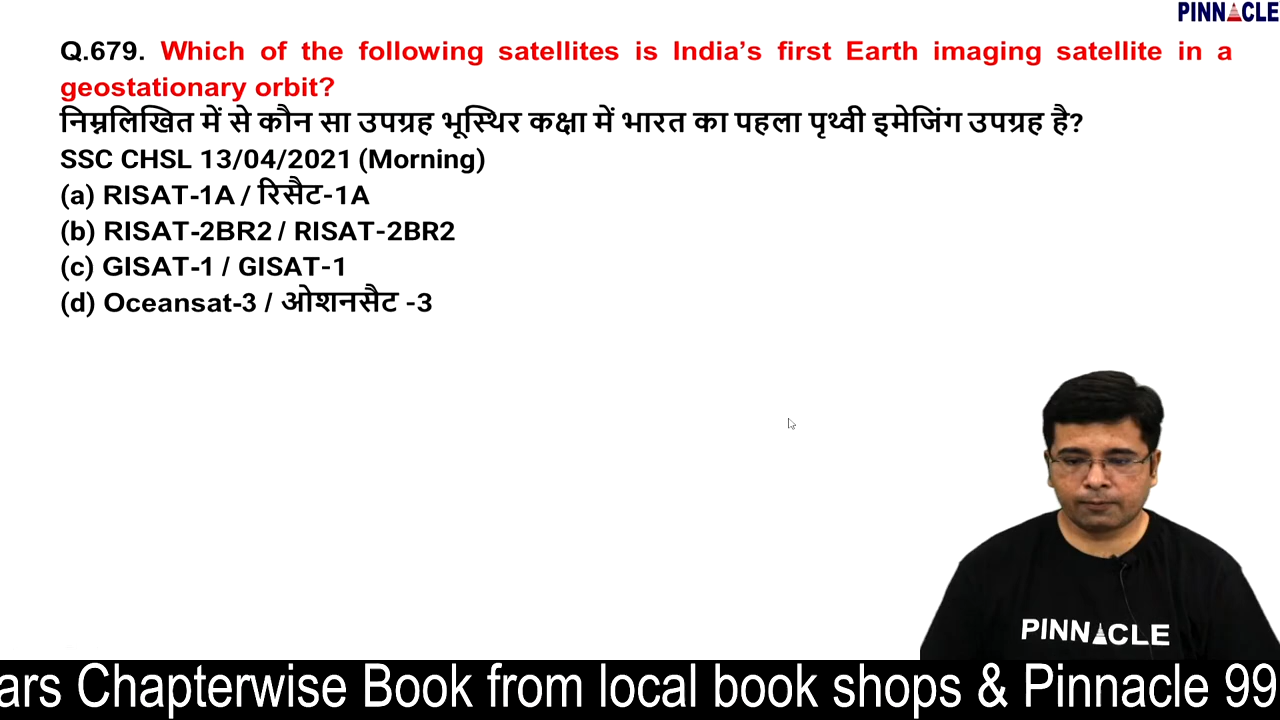 PINNACLE
Q.679. Which of the following satellites is India’s first Earth imaging satellite in a
geostationary orbit?
निम्नलिखित में से कौन सा उपग्रह भूस्थिर कक्षा में भारत का पहला पृथ्वी इमेजिंग उपग्रह है?
SSC CHSL 13/04/2021 (Morning)
(a) RISAT-1A / रिसैट-1A
(b) RISAT-2BR2 / RISAT-2BR2
(c) GISAT-1 / GISAT-1
(d) Oceansat-3 / ओशनसैट -3
PINNACLE
ars Chapterwise Book from local book shops & Pinnacle 99